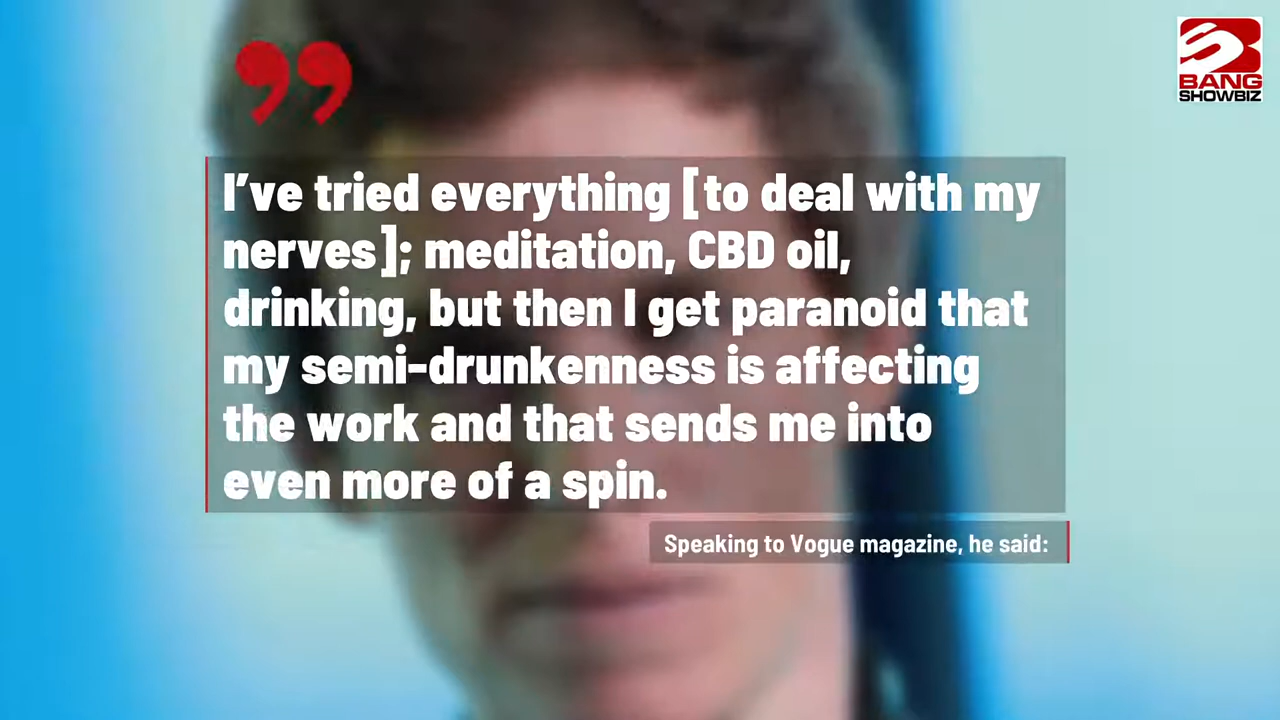 BANG
SHOWBIZ
I’ve tried everything [to deal with my
nerves]; meditation, CBD oil,
drinking, but then I get paranoid that
my semi-drunkenness is affecting
the work and that sends me into
even more of a spin.
Speaking to Vogue magazine, he said: